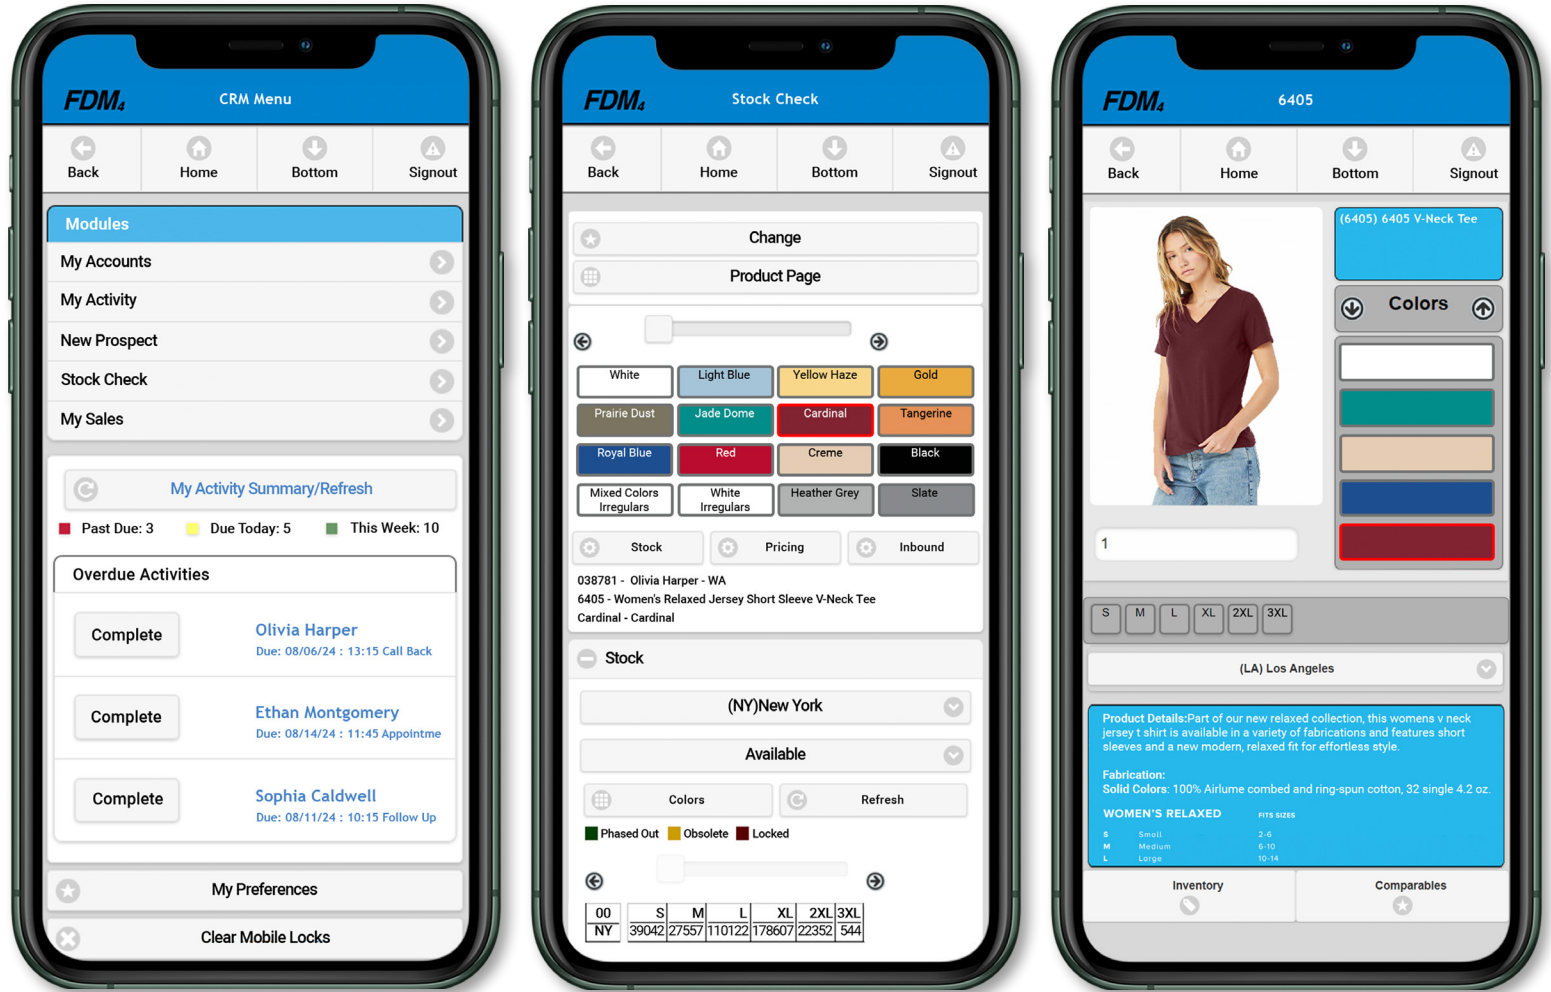 FDM4
CRM Menu
Back
Home
Bottom
Signout
Modules
My Accounts
My Activity
New Prospect
Stock Check
My Sales
My Activity Summary/Refresh
Past Due: 3
Due Today: 5
This Week: 10
Overdue Activities
Complete
Olivia Harper
Due: 08/06/24 : 13:15 Call Back
Complete
Ethan Montgomery
Due: 08/14/24 : 11:45 Appointme
Complete
Sophia Caldwell
Due: 08/11/24 : 10:15 Follow Up
My Preferences
Clear Mobile Locks
FDM4
Stock Check
Back
Home
Bottom
Signout
Change
Product Page
White
Light Blue
Yellow Haze
Gold
Prairie Dust
Jade Dome
Cardinal
Tangerine
Royal Blue
Red
Creme
Black
Mixed Colors
Irregulars
White
Irregulars
Heather Grey
Slate
Stock
Pricing
Inbound
038781 - Olivia Harper - WA
6405 - Women's Relaxed Jersey Short Sleeve V-Neck Tee
Cardinal - Cardinal
Stock
(NY)New York
Available
Colors
Refresh
Phased Out
Obsolete
Locked
00 S M L XL 2XL 3XL
NY 39042 27557 110122 178607 22352 544
FDM4
6405
Back
Home
Bottom
Signout
(6405) 6405 V-Neck Tee
Colors
1
S M L XL 2XL 3XL
(LA) Los Angeles
Product Details:Part of our new relaxed collection, this womens v neck
jersey t shirt is available in a variety of fabrications and features short
sleeves and a new modern, relaxed fit for effortless style.
Fabrication:
Solid Colors: 100% Airlume combed and ring-spun cotton, 32 single 4.2 oz.
WOMEN'S RELAXED FITS SIZES
S Small 2-6
M Medium 6-10
L Large 10-14
Inventory
Comparables